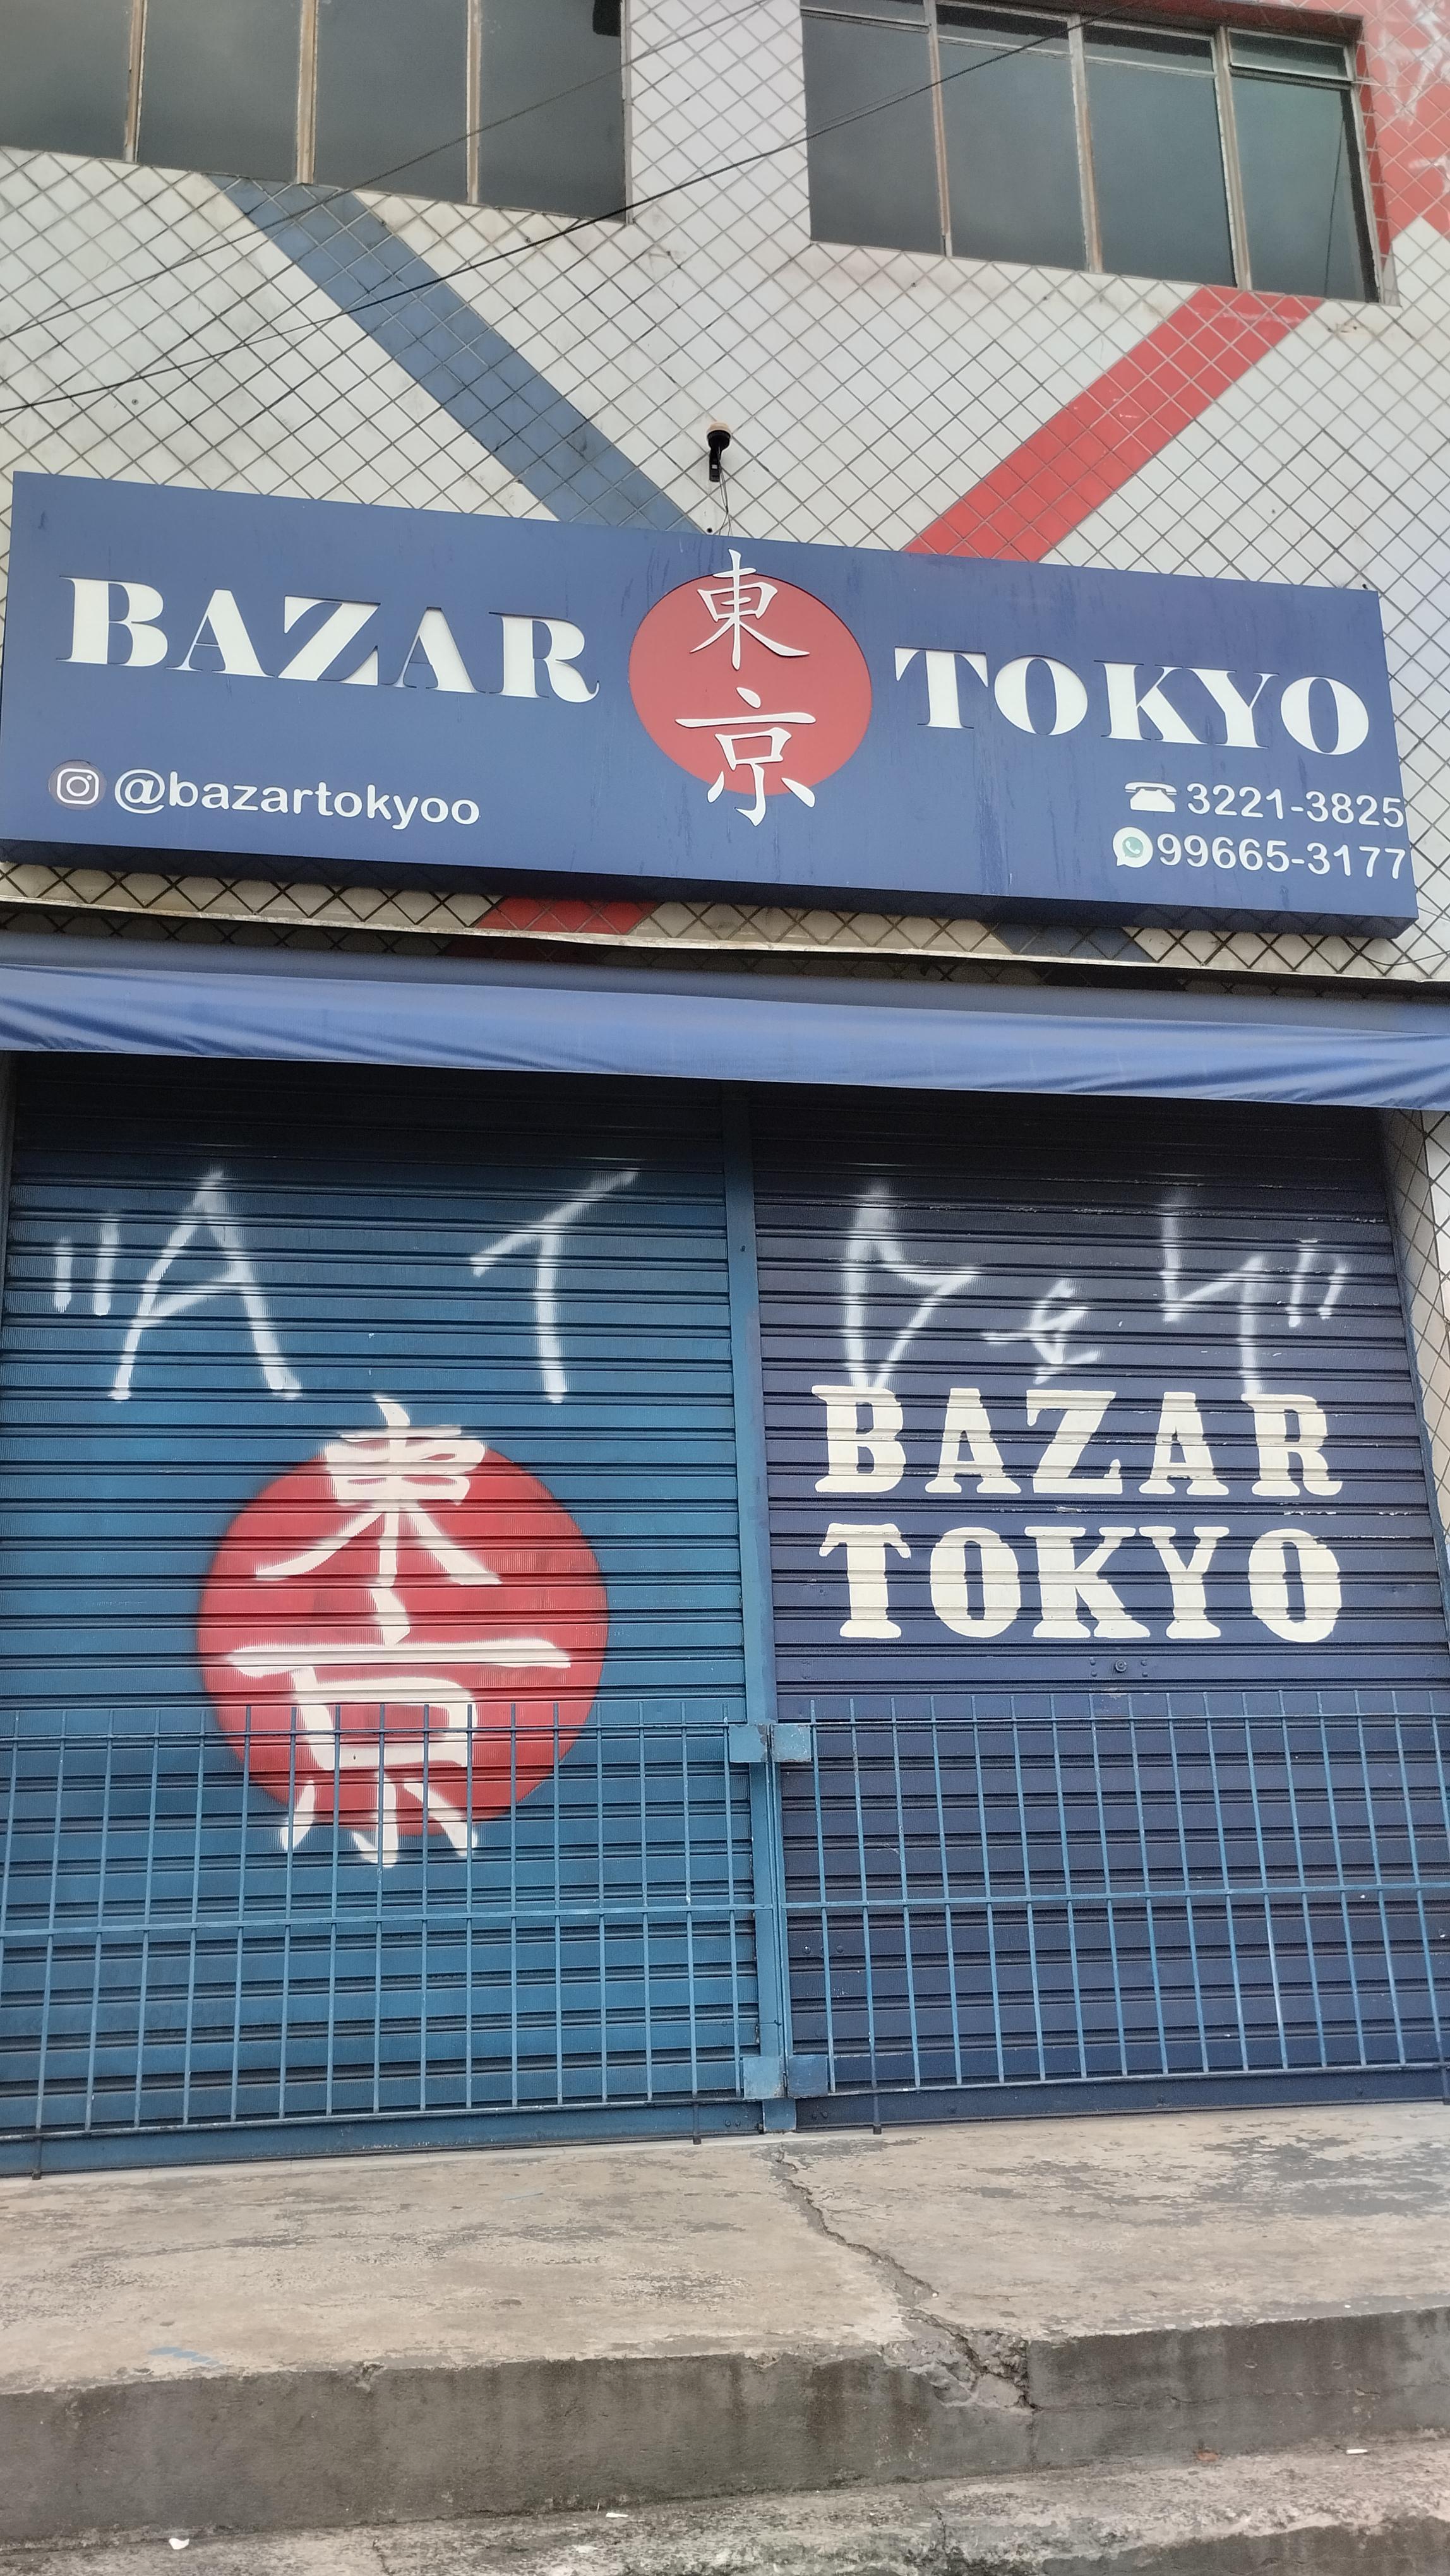 BAZAR 東京 TOKYO
@bazartokyoo
3221-3825
99665-3177
東京
BAZAR
TOKYO